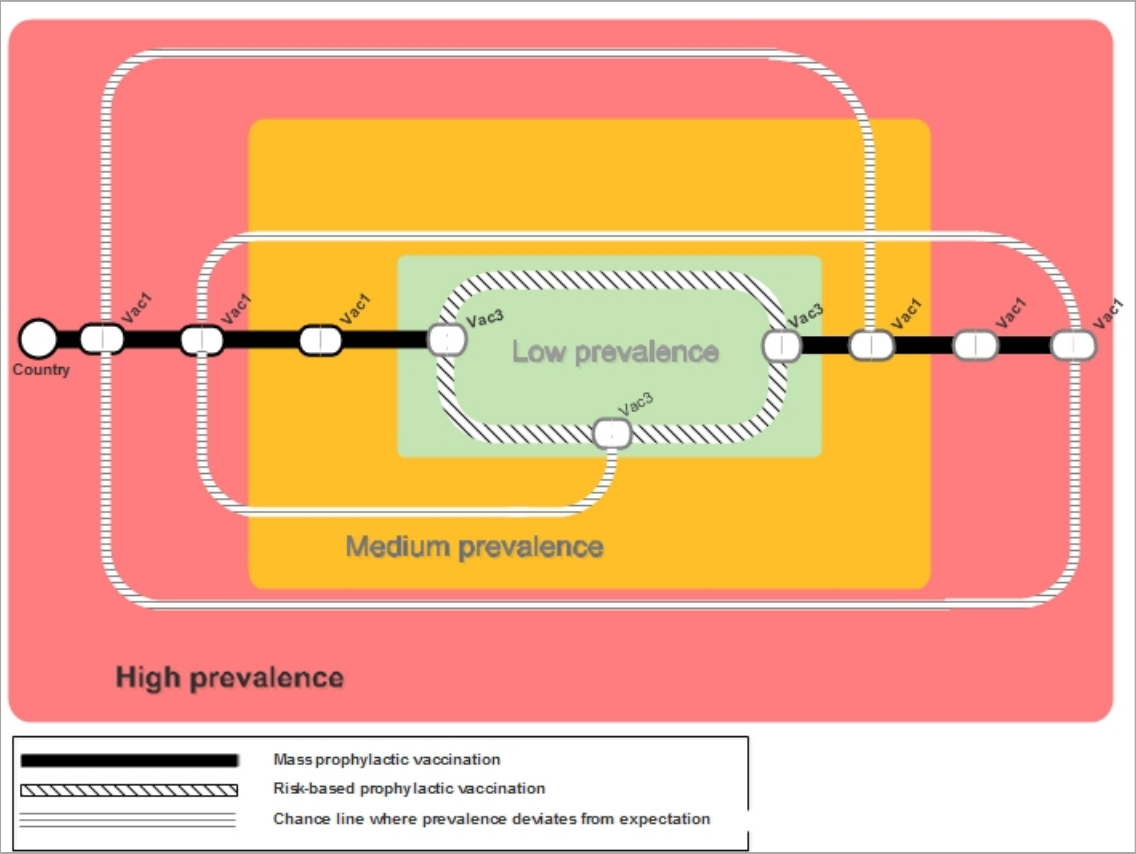 Vac1
Vac1
Vac1
Vac3
Vac3
Vac1
Vac1
Vac1
Country
Low prevalence
Vac3
Medium prevalence
High prevalence
Mass prophylactic vaccination
Risk-based prophylactic vaccination
Chance line where prevalence deviates from expectation